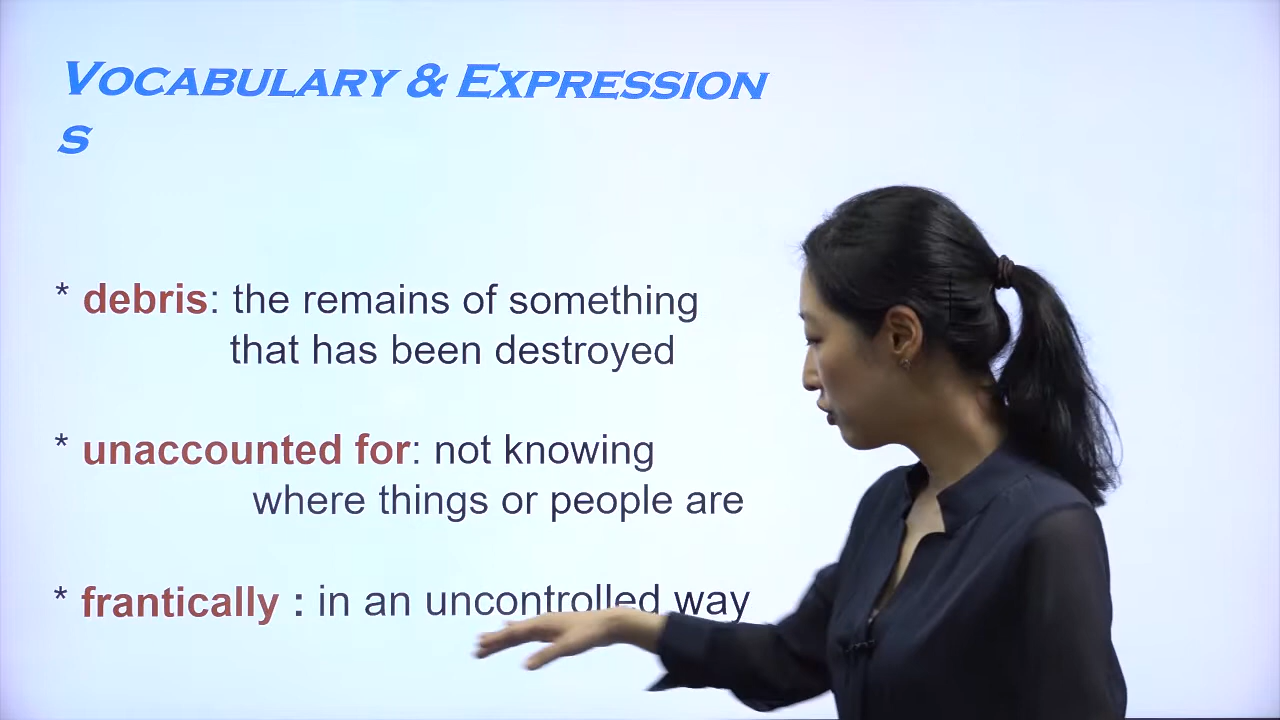 VOCABULARY & EXPRESSION
S
* debris: the remains of something
that has been destroyed
* unaccounted for: not knowing
where things or people are
* frantically : in an uncontrolled way